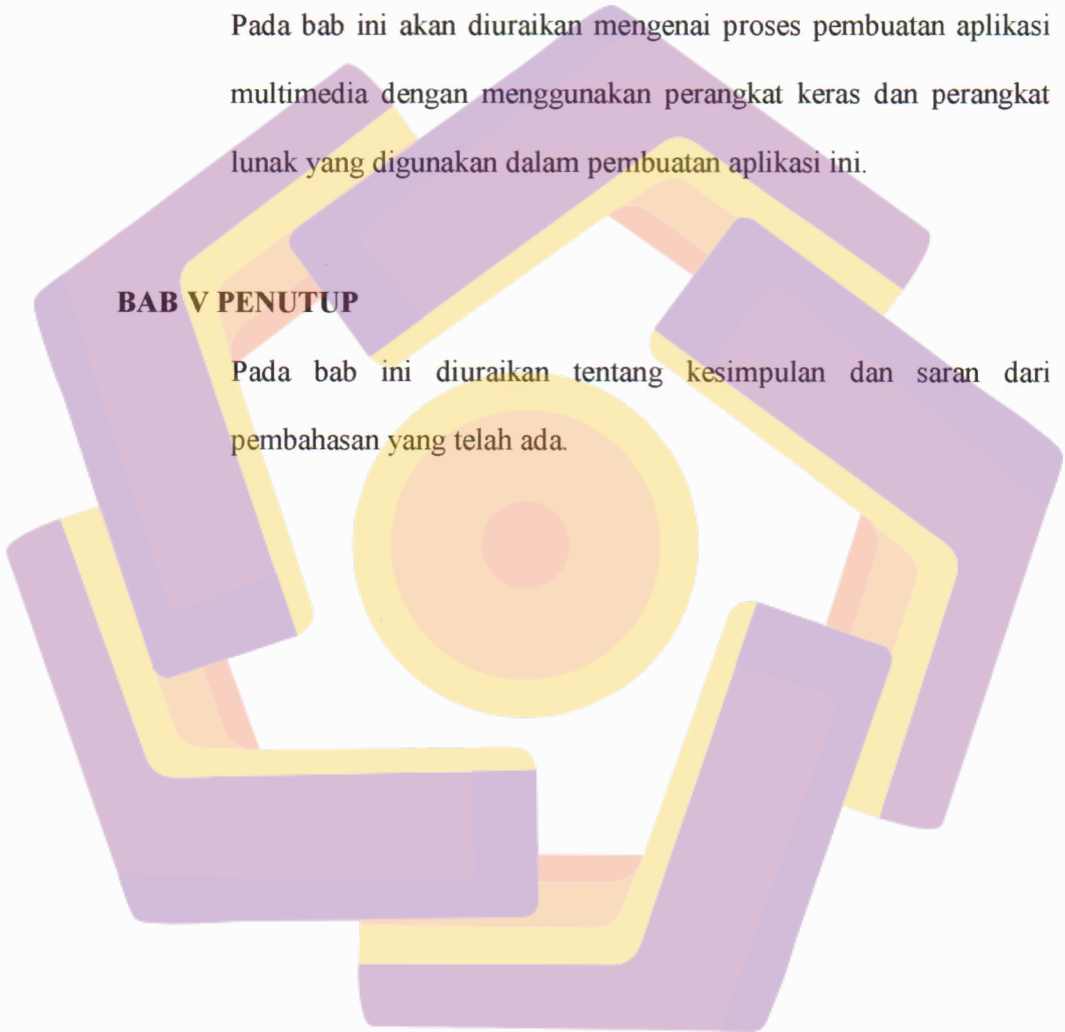 Pada bab ini akan diuraikan mengenai proses pembuatan aplikasi
multimedia dengan menggunakan perangkat keras dan perangkat
lunak yang digunakan dalam pembuatan aplikasi ini.
BAB V PENUTUP
Pada bab ini diuraikan tentang kesimpulan dan saran dari
pembahasan yang telah ada.